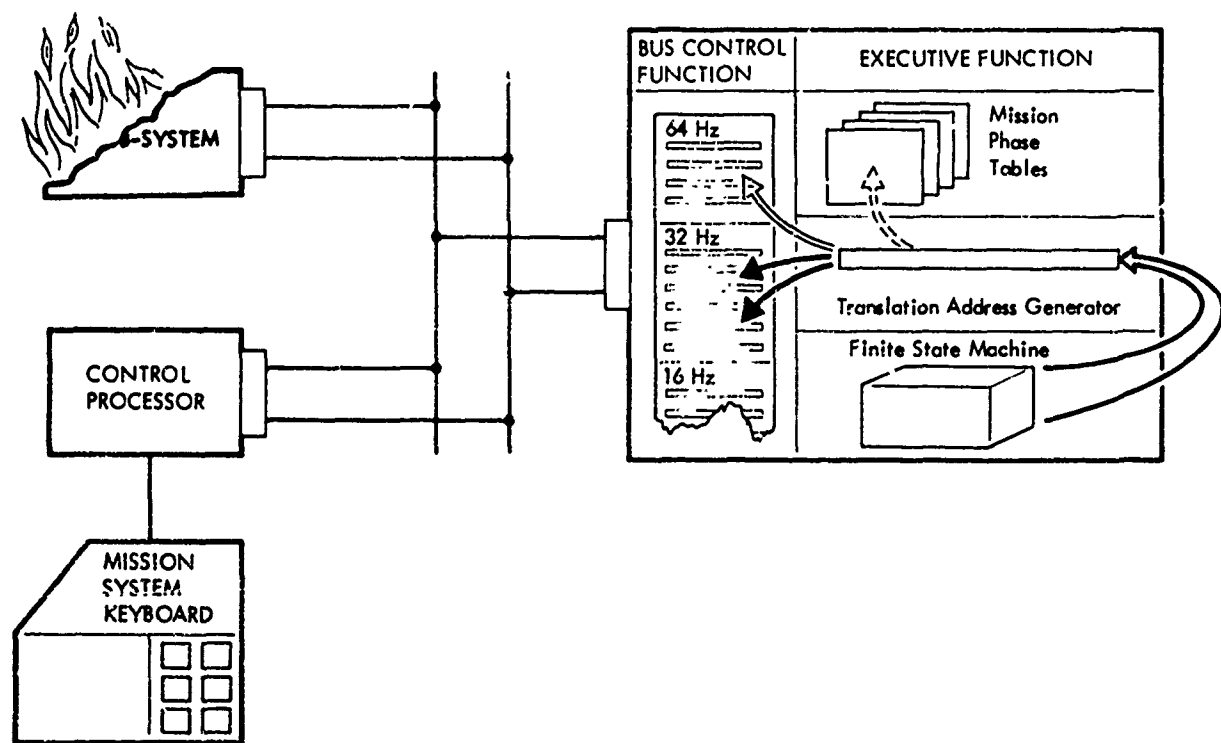 BUS CONTROL
FUNCTION
EXECUTIVE FUNCTION
-SYSTEM
64 Hz
Mission
Phase
Tables
32 Hz
Translation Address Generator
Finite State Machine
16 Hz
CONTROL
PROCESSOR
MISSION
SYSTEM
KEYBOARD